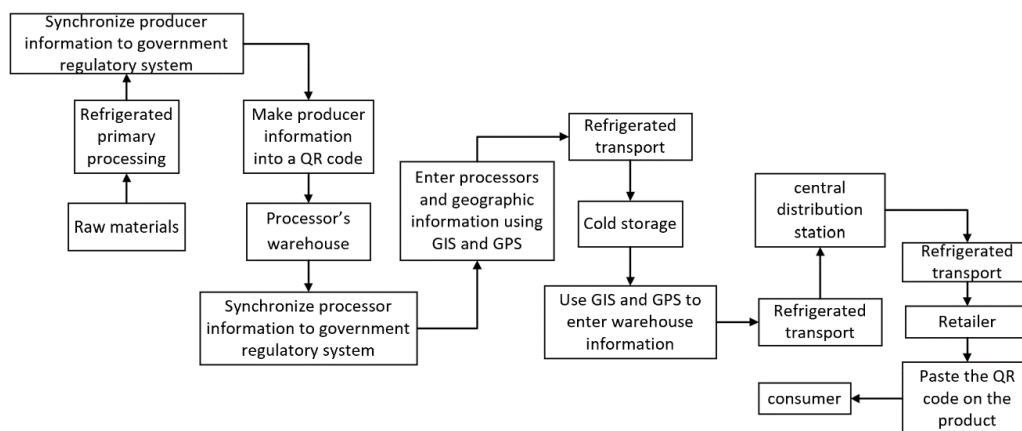 Synchronize producer
information to government
regulatory system
Refrigerated
primary
processing
Raw materials
Make producer
information
into a QR code
Processor's
warehouse
Synchronize processor
information to government
regulatory system
Enter processors
and geographic
information using
GIS and GPS
Refrigerated
transport
Cold storage
Use GIS and GPS to
enter warehouse
information
Refrigerated
transport
central
distribution
station
Refrigerated
transport
Retailer
Paste the QR
code on the
product
consumer